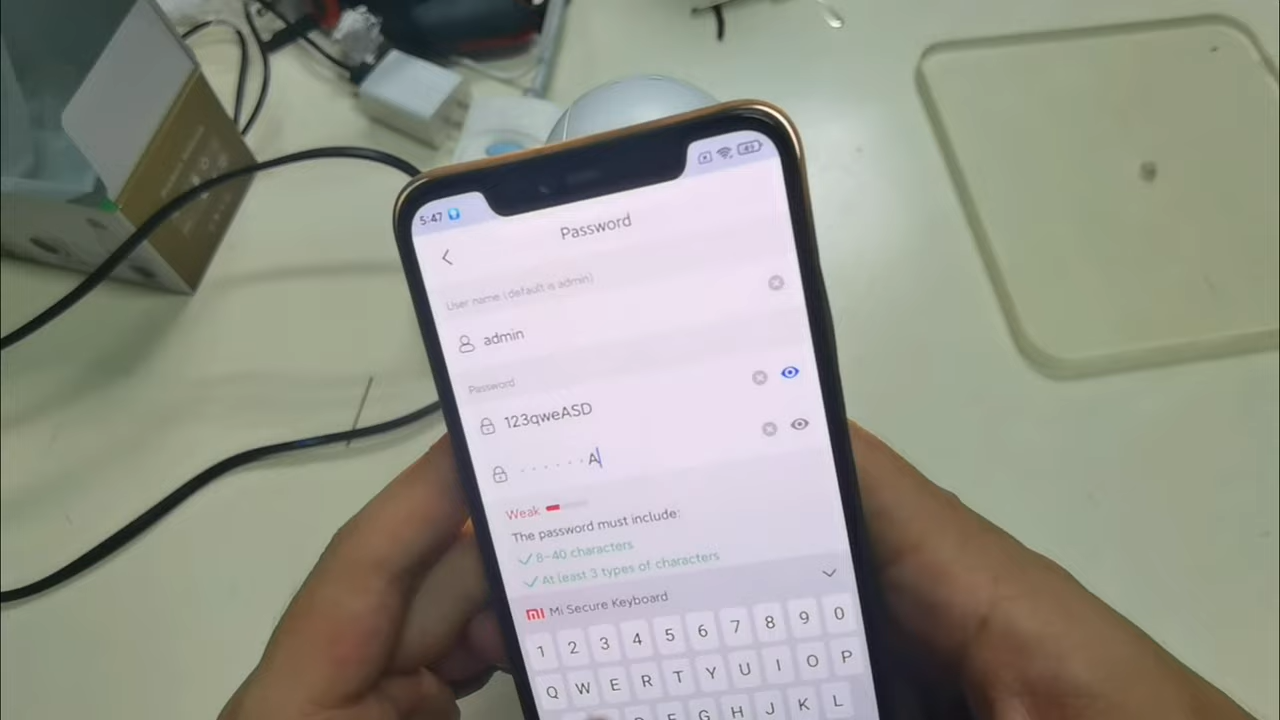 5:47
49
Password
User name (default is admin)
admin
Password
123qweASD
······A
Weak
The password must include:
8-40 characters
At least 3 types of characters
Mi Secure Keyboard
1 2 3 4 5 6 7 8 9 0
Q W E R T Y U I O P
F G H J K L